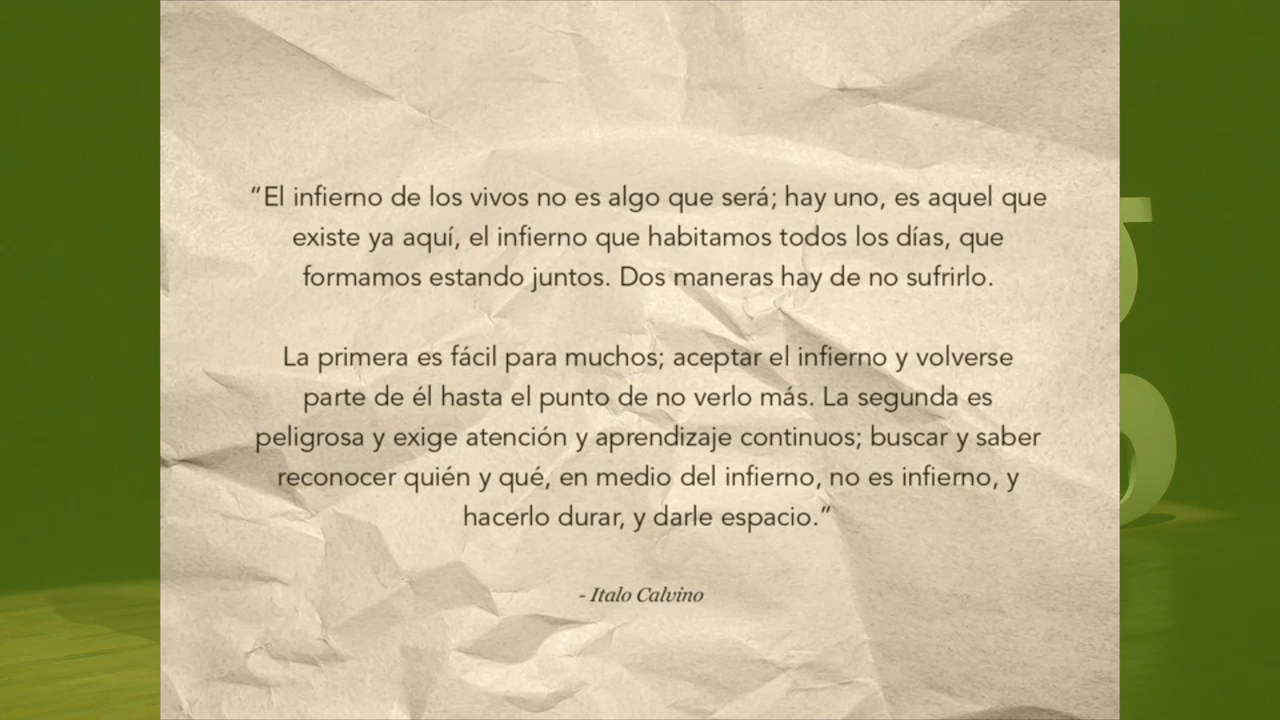 “El infierno de los vivos no es algo que será; hay uno, es aquel que
existe ya aquí, el infierno que habitamos todos los días, que
formamos estando juntos. Dos maneras hay de no sufrirlo.
La primera es fácil para muchos; aceptar el infierno y volverse
parte de él hasta el punto de no verlo más. La segunda es
peligrosa y exige atención y aprendizaje continuos; buscar y saber
reconocer quién y qué, en medio del infierno, no es infierno, y
hacerlo durar, y darle espacio.”
- Italo Calvino